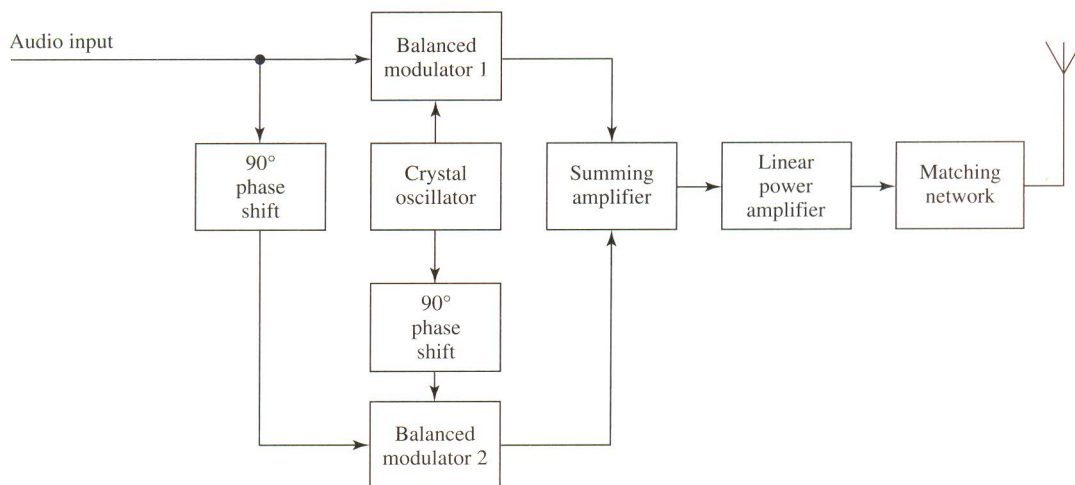 Audio input
Balanced
modulator 1
90°
phase
shift
Crystal
oscillator
Summing
amplifier
Linear
power
amplifier
Matching
network
90°
phase
shift
Balanced
modulator 2